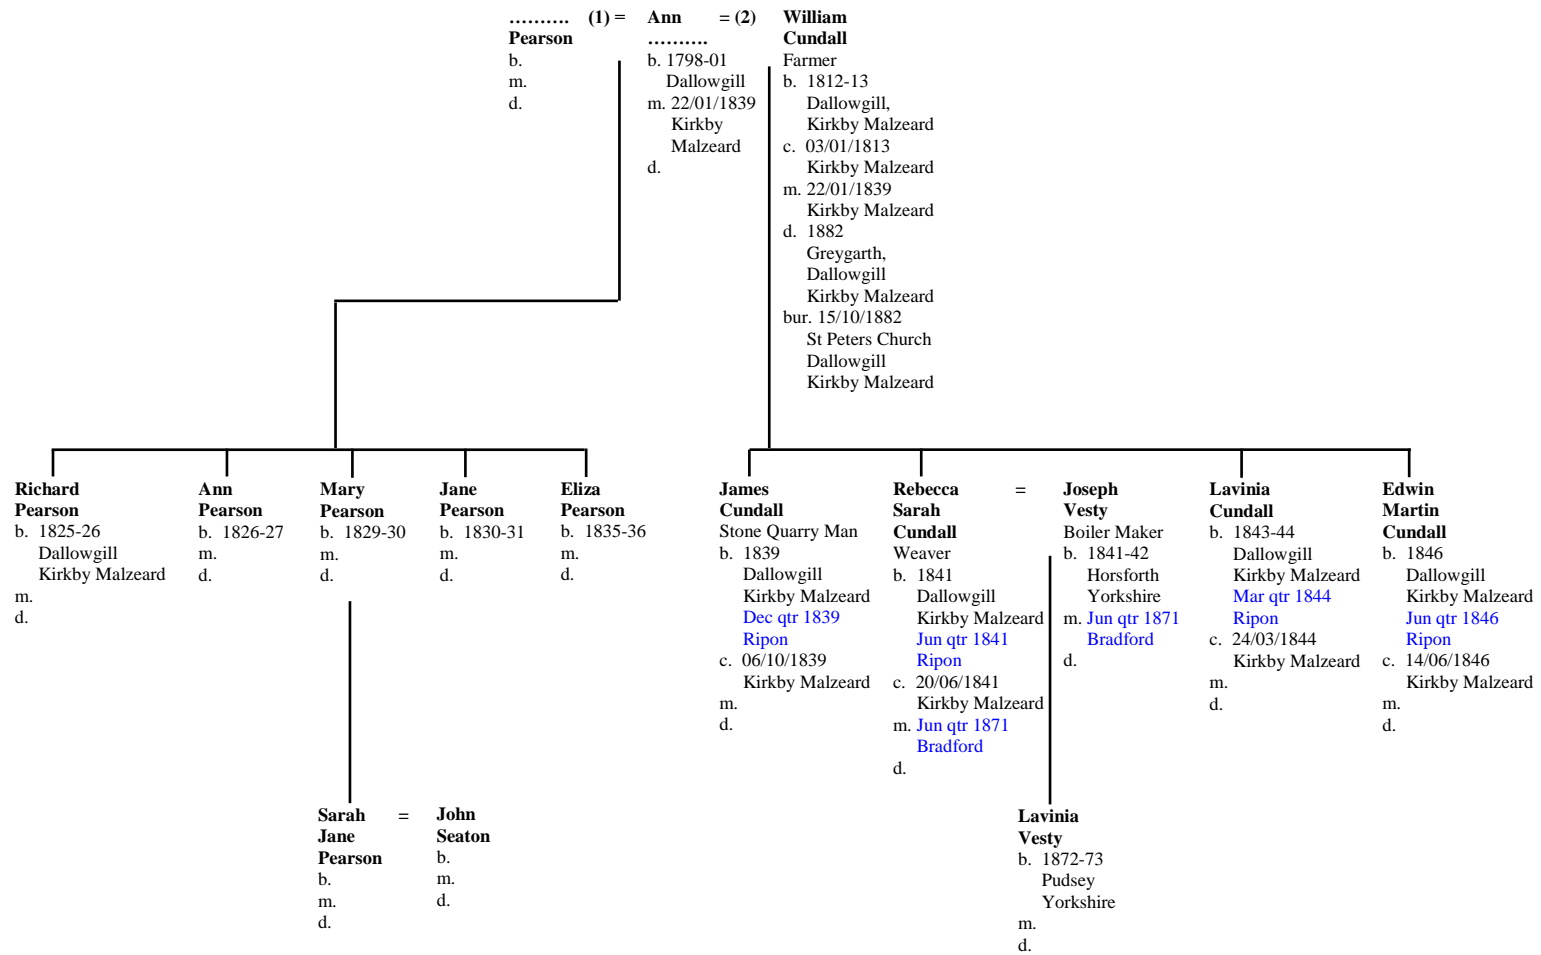 ………. (1) =
Pearson
b.
m.
d.
Ann = (2)
……….
b. 1798-01
Dallowgill
m. 22/01/1839
Kirkby
Malzeard
d.
William
Cundall
Farmer
b. 1812-13
Dallowgill,
Kirkby Malzeard
c. 03/01/1813
Kirkby Malzeard
m. 22/01/1839
Kirkby Malzeard
d. 1882
Greygarth,
Dallowgill
Kirkby Malzeard
bur. 15/10/1882
St Peters Church
Dallowgill
Kirkby Malzeard
Richard
Pearson
b. 1825-26
Dallowgill
Kirkby Malzeard
m.
d.
Ann
Pearson
b. 1826-27
m.
d.
Mary
Pearson
b. 1829-30
m.
d.
Jane
Pearson
b. 1830-31
m.
d.
Eliza
Pearson
b. 1835-36
m.
d.
James
Cundall
Stone Quarry Man
b. 1839
Dallowgill
Kirkby Malzeard
Dec qtr 1839
Ripon
c. 06/10/1839
Kirkby Malzeard
m.
d.
Rebecca =
Sarah
Cundall
Weaver
b. 1841
Dallowgill
Kirkby Malzeard
Jun qtr 1841
Ripon
c. 20/06/1841
Kirkby Malzeard
m. Jun qtr 1871
Bradford
d.
Joseph
Vesty
Boiler Maker
b. 1841-42
Horsforth
Yorkshire
m. Jun qtr 1871
Bradford
d.
Lavinia
Cundall
b. 1843-44
Dallowgill
Kirkby Malzeard
Mar qtr 1844
Ripon
c. 24/03/1844
Kirkby Malzeard
m.
d.
Edwin
Martin
Cundall
b. 1846
Dallowgill
Kirkby Malzeard
Jun qtr 1846
Ripon
c. 14/06/1846
Kirkby Malzeard
m.
d.
Sarah =
Jane
Pearson
b.
m.
d.
John
Seaton
b.
m.
d.
Lavinia
Vesty
b. 1872-73
Pudsey
Yorkshire
m.
d.